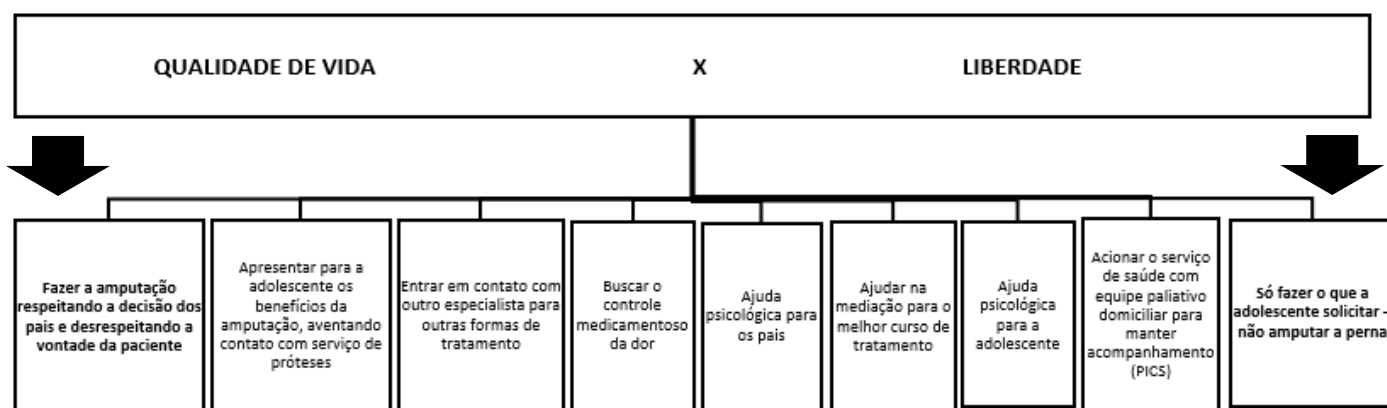 QUALIDADE DE VIDA X LIBERDADE
Fazer a amputação
respeitando a decisão dos
pais e desrespeitando a
vontade da paciente
Apresentar para a
adolescente os
benefícios da
amputação, aventando
contato com serviço de
próteses
Entrar em contato com
outro especialista para
outras formas de
tratamento
Buscar o
controle
medicamentoso
da dor
Ajuda
psicológica para
os pais
Ajudar na
mediação para o
melhor curso de
tratamento
Ajuda
psicológica
para a
adolescente
Acionar o serviço
de saúde com
equipe paliativo
domiciliar para
manter
acompanhamento
(PICS)
Só fazer o que a
adolescente solicitar -
não amputar a perna